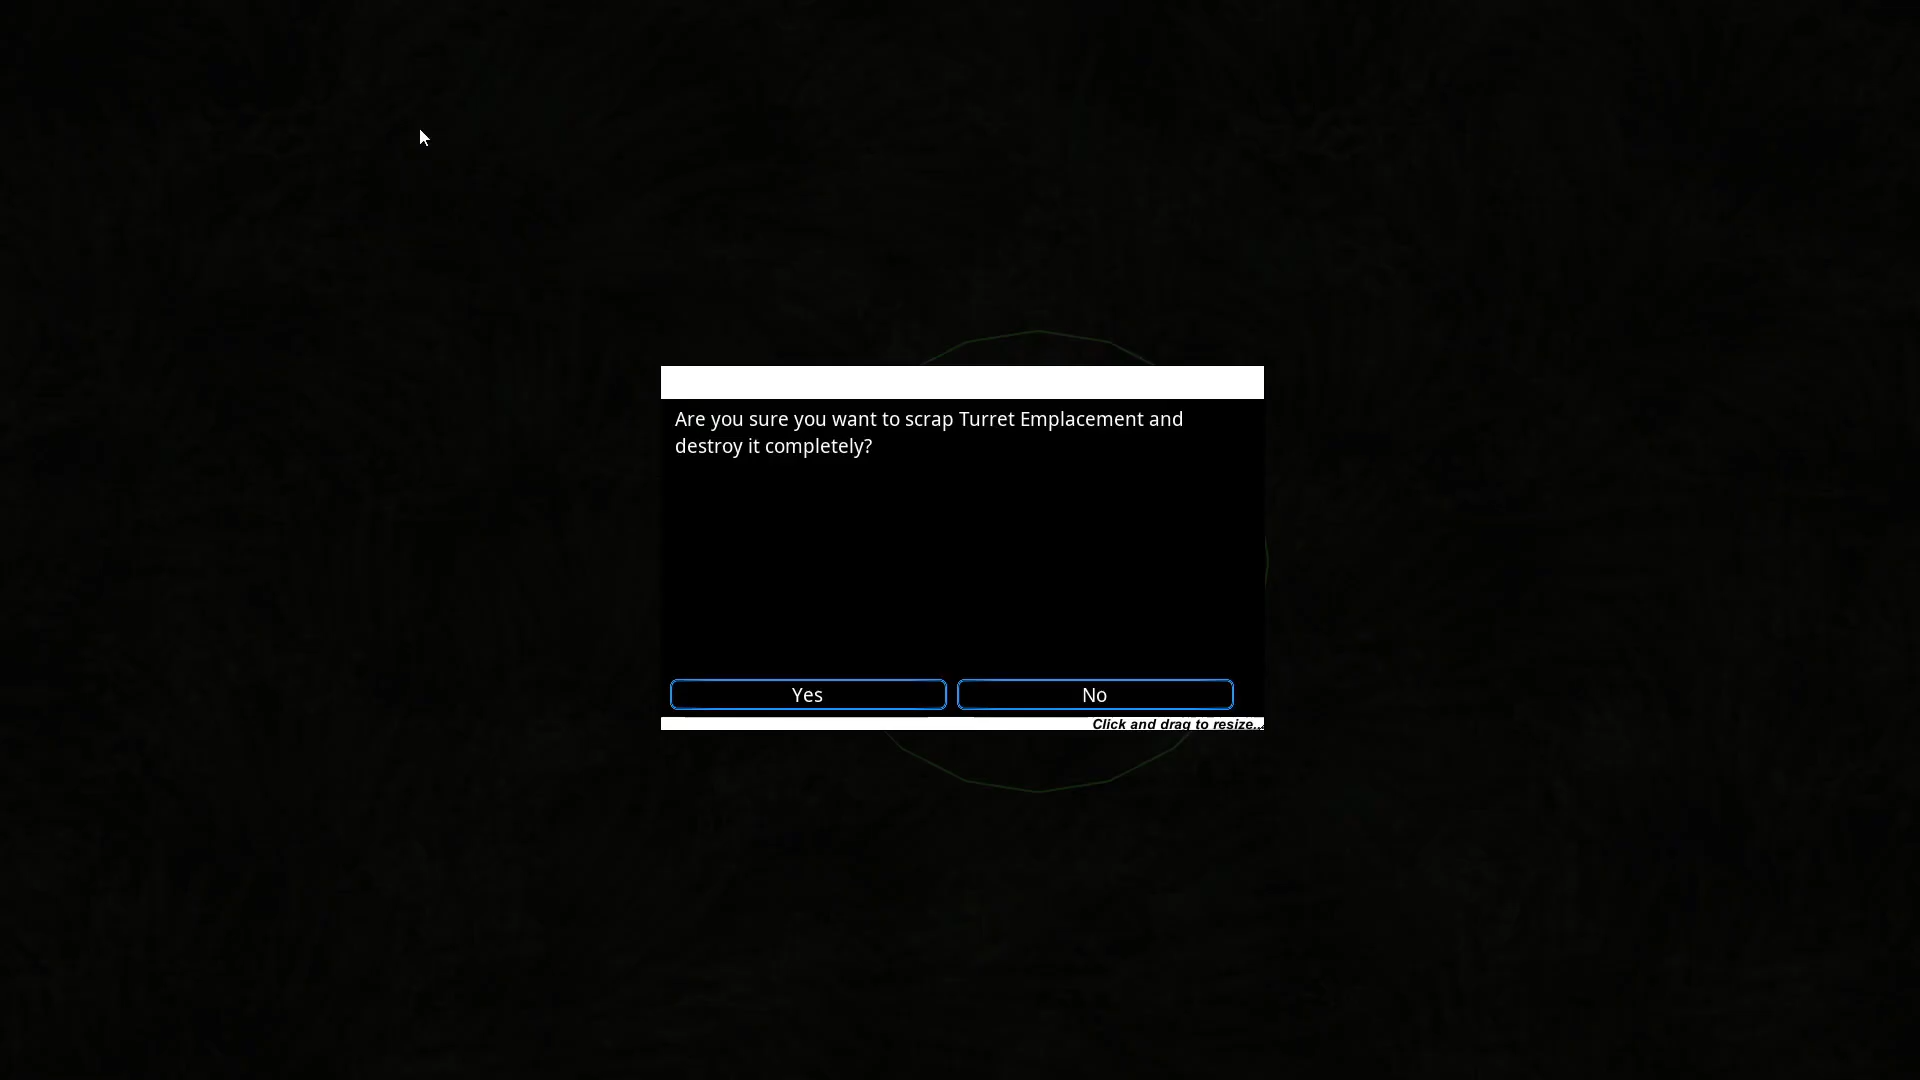 Are you sure you want to scrap Turret Emplacement and
destroy it completely?
Yes
No
Click and drag to resize...